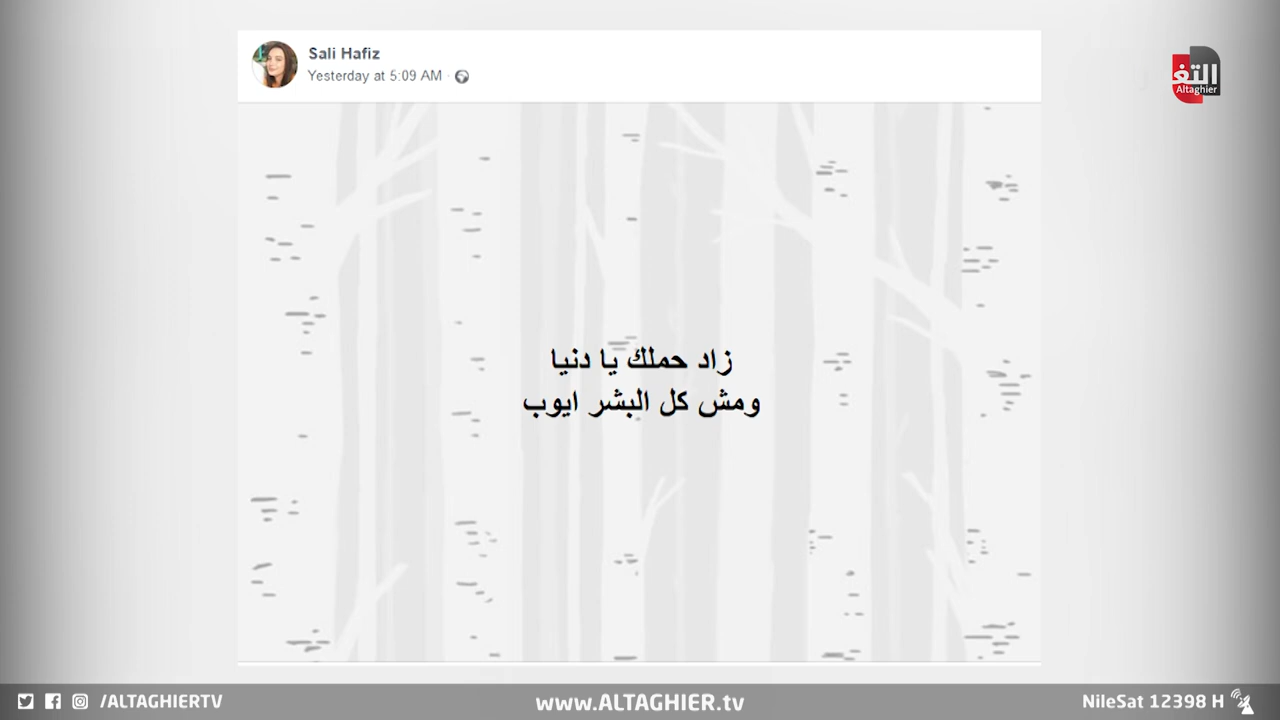 Sali Hafiz
Yesterday at 5:09 AM ·
التغ
Altaghier
زاد حملك يا دنيا
ومش كل البشر ايوب
/ALTAGHIERTV
www.ALTAGHIER.tv
NileSat 12398 H